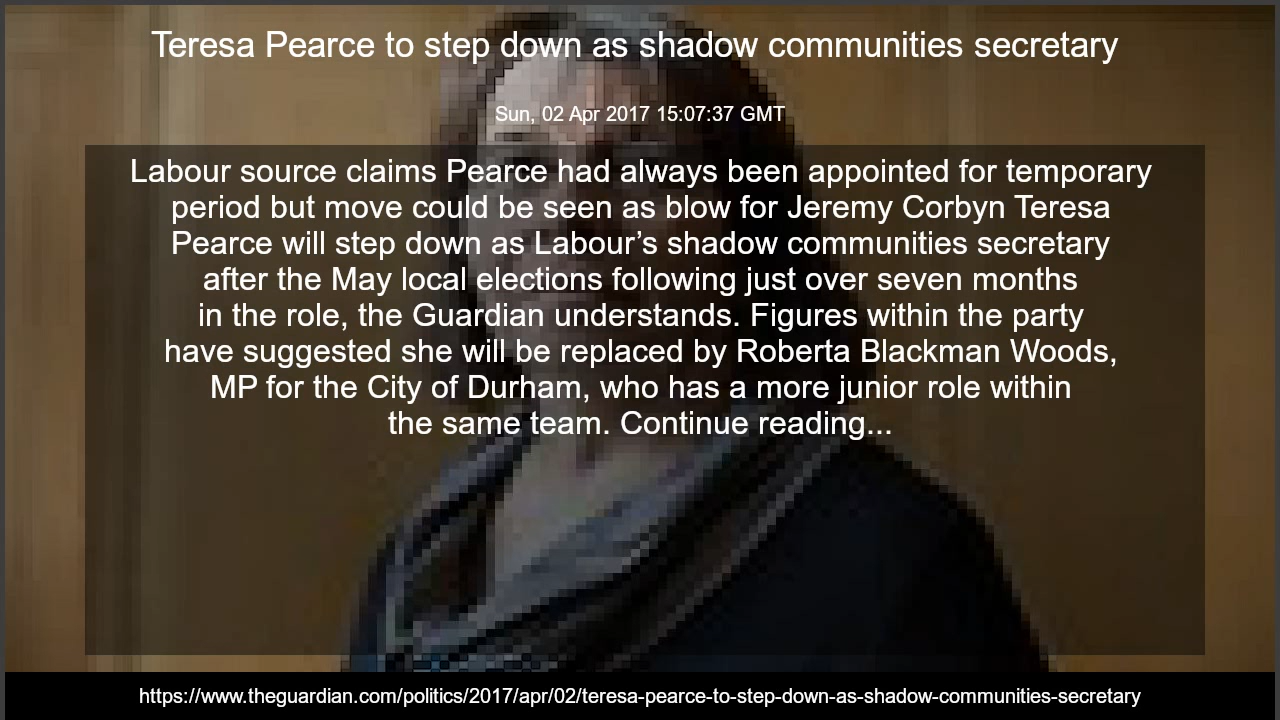 Teresa Pearce to step down as shadow communities secretary
Sun, 02 Apr 2017 15:07:37 GMT
Labour source claims Pearce had always been appointed for temporary
period but move could be seen as blow for Jeremy Corbyn Teresa
Pearce will step down as Labour’s shadow communities secretary
after the May local elections following just over seven months
in the role, the Guardian understands. Figures within the party
have suggested she will be replaced by Roberta Blackman Woods,
MP for the City of Durham, who has a more junior role within
the same team. Continue reading...
https://www.theguardian.com/politics/2017/apr/02/teresa-pearce-to-step-down-as-shadow-communities-secretary